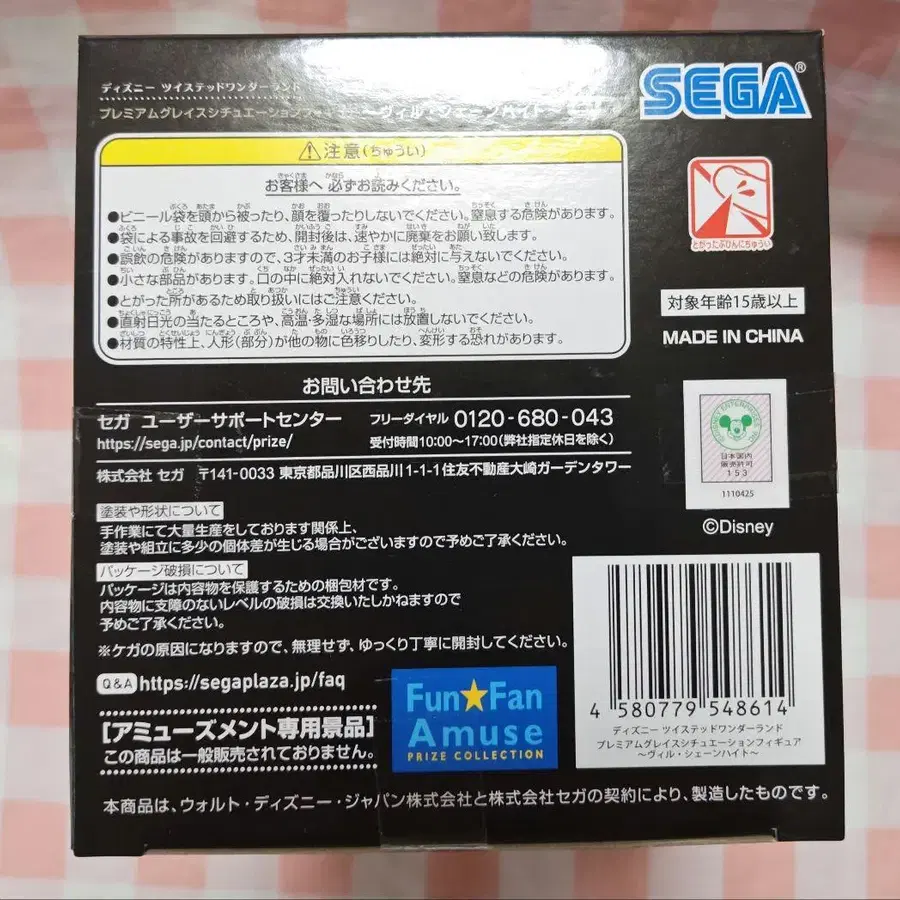 ディズニー ツイステッドワンダーランド
プレミアムグレイスシチュエーションフィギュア～ヴィル・シェーンハイト～
SEGA®
⚠注意(ちゅうい)
お客様へ 必ずお読みください。
●ビニール袋を頭から被ったり、顔を覆ったりしないでください。窒息する危険があります。
●袋による事故を回避するため、開封後は、速やかに廃棄をお願い致します。
●誤飲の危険がありますので、3才未満のお子様には絶対に与えないでください。
●小さな部品があります。口の中に絶対入れないでください。窒息などの危険があります。
●とがった所があるため取り扱いにはご注意ください。
●直射日光の当たるところや、高温・多湿な場所には放置しないでください。
●材質の特性上、人形(部分)が他の物に色移りしたり、変形する恐れがあります。
とがったぶひんにちゅうい
対象年齢15歳以上
MADE IN CHINA
お問い合わせ先
セガ ユーザーサポートセンター
フリーダイヤル 0120-680-043
https://sega.jp/contact/prize/
受付時間10:00～17:00(弊社指定休日を除く)
株式会社 セガ 〒141-0033 東京都品川区西品川1-1-1住友不動産大崎ガーデンタワー
日本国内
販売許可
153
1110425
©Disney
塗装や形状について
手作業にて大量生産をしております関係上、
塗装や組立に多少の個体差が生じる場合がございますので予めご了承ください。
パッケージ破損について
パッケージは内容物を保護するための梱包材です。
内容物に支障のないレベルの破損は交換いたしかねますので
予めご了承ください。
※ケガの原因になりますので、無理せず、ゆっくり丁寧に開封してください。
Q&A https://segaplaza.jp/faq
[アミューズメント専用景品]
この商品は一般販売されておりません。
Fun★Fan
Amuse
PRIZE COLLECTION
4 580779 548614
ディズニー ツイステッドワンダーランド
プレミアムグレイスシチュエーションフィギュア
～ヴィル・シェーンハイト～
本商品は、ウォルト・ディズニー・ジャパン株式会社と株式会社セガの契約により、製造したものです。